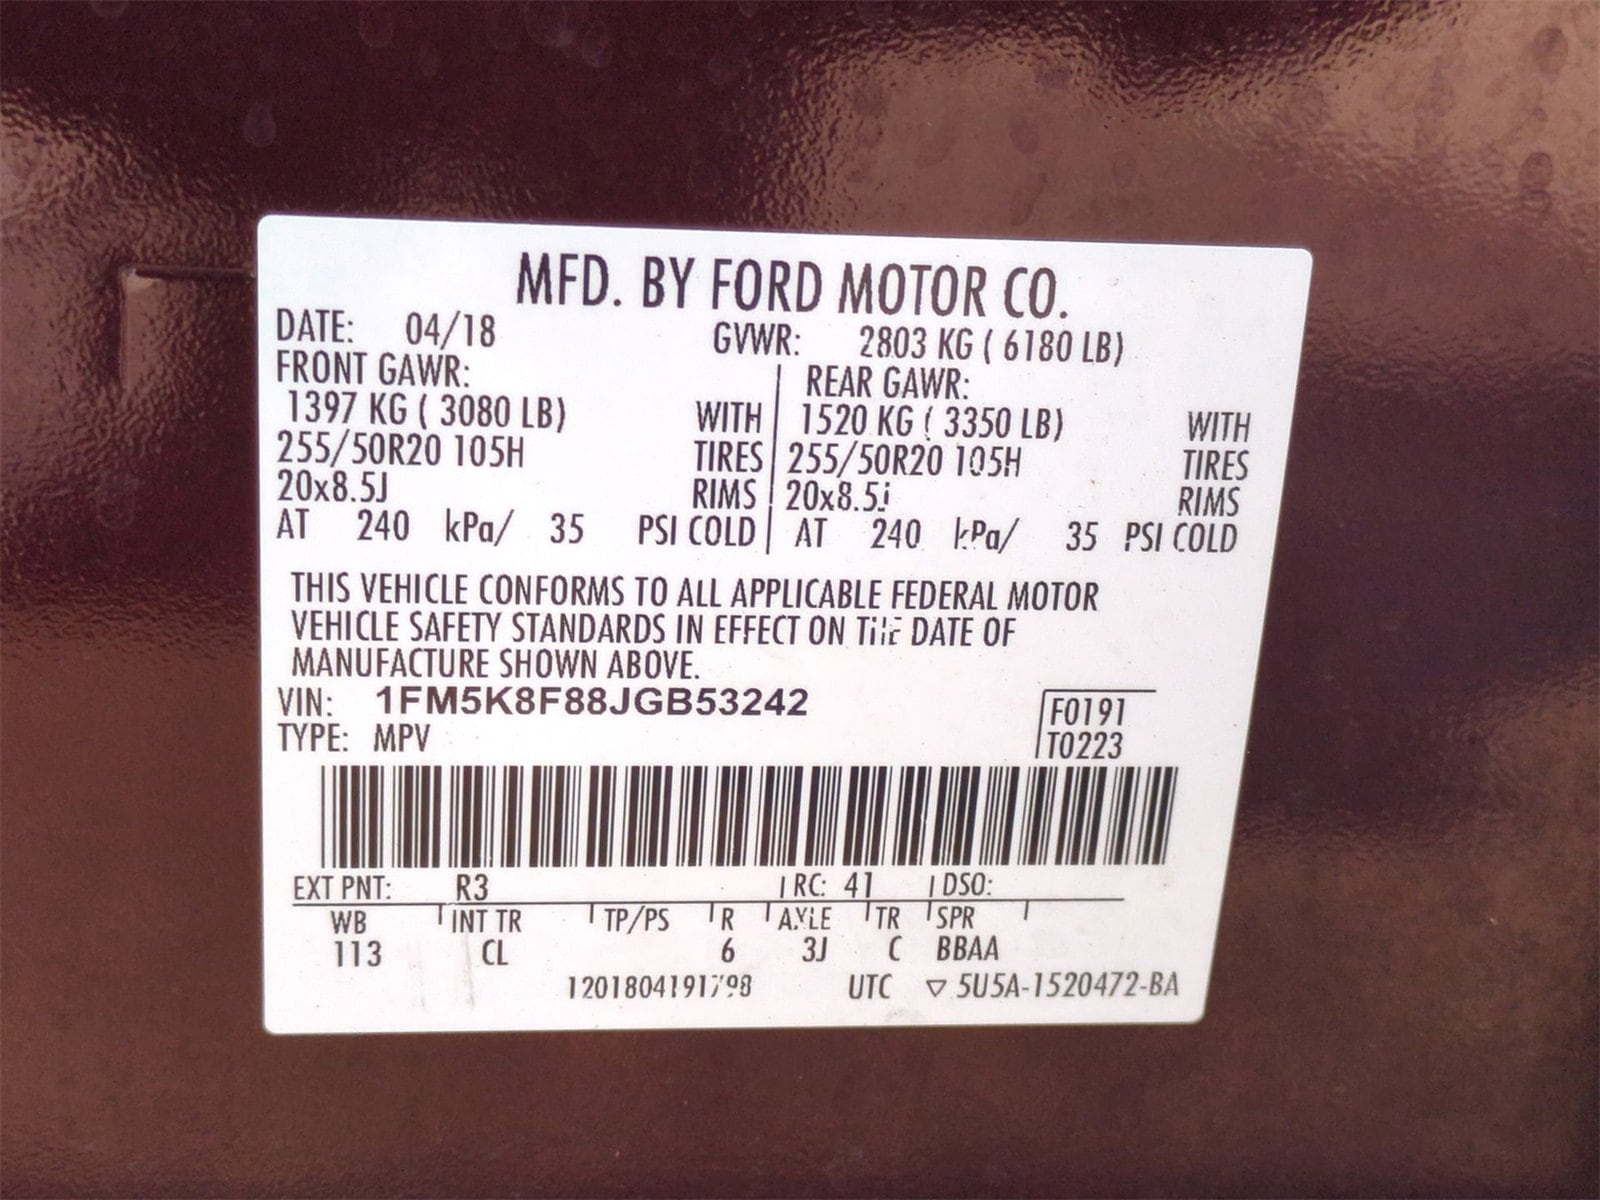 MFD. BY FORD MOTOR CO.
DATE: 04/18 GVWR: 2803 KG ( 6180 LB)
FRONT GAWR: REAR GAWR:
1397 KG ( 3080 LB) WITH 1520 KG ( 3350 LB) WITH
255/50R20 105H TIRES 255/50R20 105H TIRES
20x8.5J RIMS 20x8.5J RIMS
AT 240 kPa/ 35 PSI COLD AT 240 kPa/ 35 PSI COLD
THIS VEHICLE CONFORMS TO ALL APPLICABLE FEDERAL MOTOR
VEHICLE SAFETY STANDARDS IN EFFECT ON THE DATE OF
MANUFACTURE SHOWN ABOVE.
VIN: 1FM5K8F88JGB53242 F0191
TYPE: MPV T0223
EXT PNT: R3 RC: 41 DSO:
WB INT TR TP/PS R AXLE TR SPR
113 CL 6 3J C BBAA
UTC ▽ 5U5A-1520472-BA